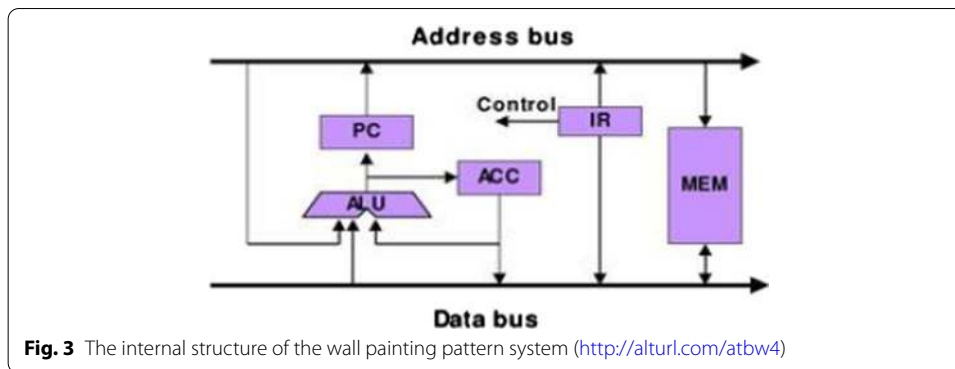 Address bus
Control
PC
IR
ACC
MEM
ALU
Data bus
Fig. 3 The internal structure of the wall painting pattern system (http://alturl.com/atbw4)